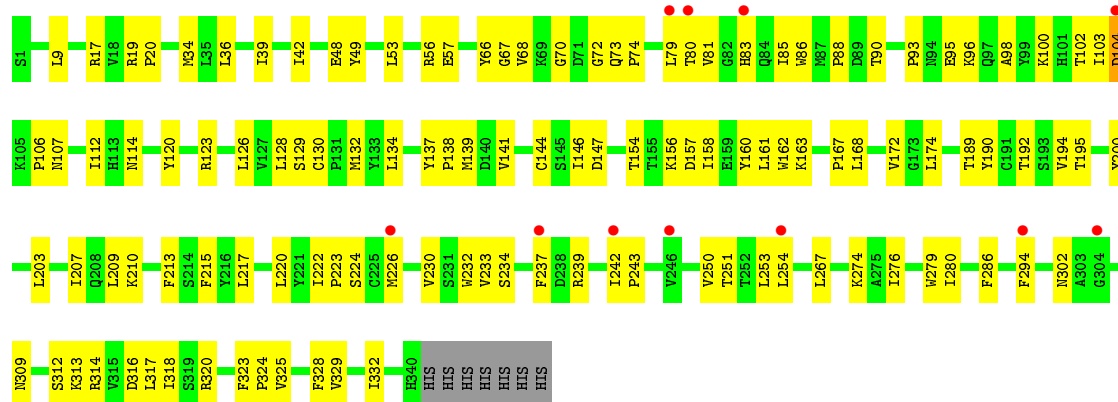 S1 I9 R17 V18 R19 P20 M34 L35 L36 I39 I42 E48 Y49 L53 R56 E57 Y66 G67 V68 K69 G70 D71 G72 Q73 P74 L79 T80 V81 G82 H83 Q84 I85 W86 M87 P88 D89 T90 P93 N94 E95 K96 Q97 A98 Y99 K100 H101 T102 I103 D104
K105 P106 N107 I112 H113 N114 Y120 R123 L126 V127 L128 S129 C130 P131 M132 Y133 L134 Y137 P138 M139 D140 V141 C144 S145 I146 D147 T154 T155 K156 D157 I158 E159 Y160 L161 W162 K163 P167 L168 V172 G173 L174 T189 Y190 C191 T192 S193 V194 T195 Y200
L203 I207 Q208 L209 K210 F213 S214 F215 Y216 L217 L220 Y221 I222 P223 S224 C225 M226 V230 S231 W232 V233 S234 F237 D238 R239 I242 P243 V246 V250 T251 T252 L253 L254 L267 K274 A275 I276 W279 I280 F286 F294 N302 A303 G304
N309 S312 K313 R314 V315 D316 L317 I318 S319 R320 F323 P324 V325 F328 V329 I332 H340 HIS HIS HIS HIS HIS HIS HIS